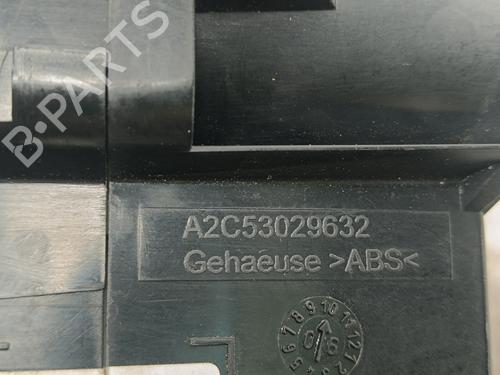 B·PARTS
A2C53029632
Gehaeuse >ABS<